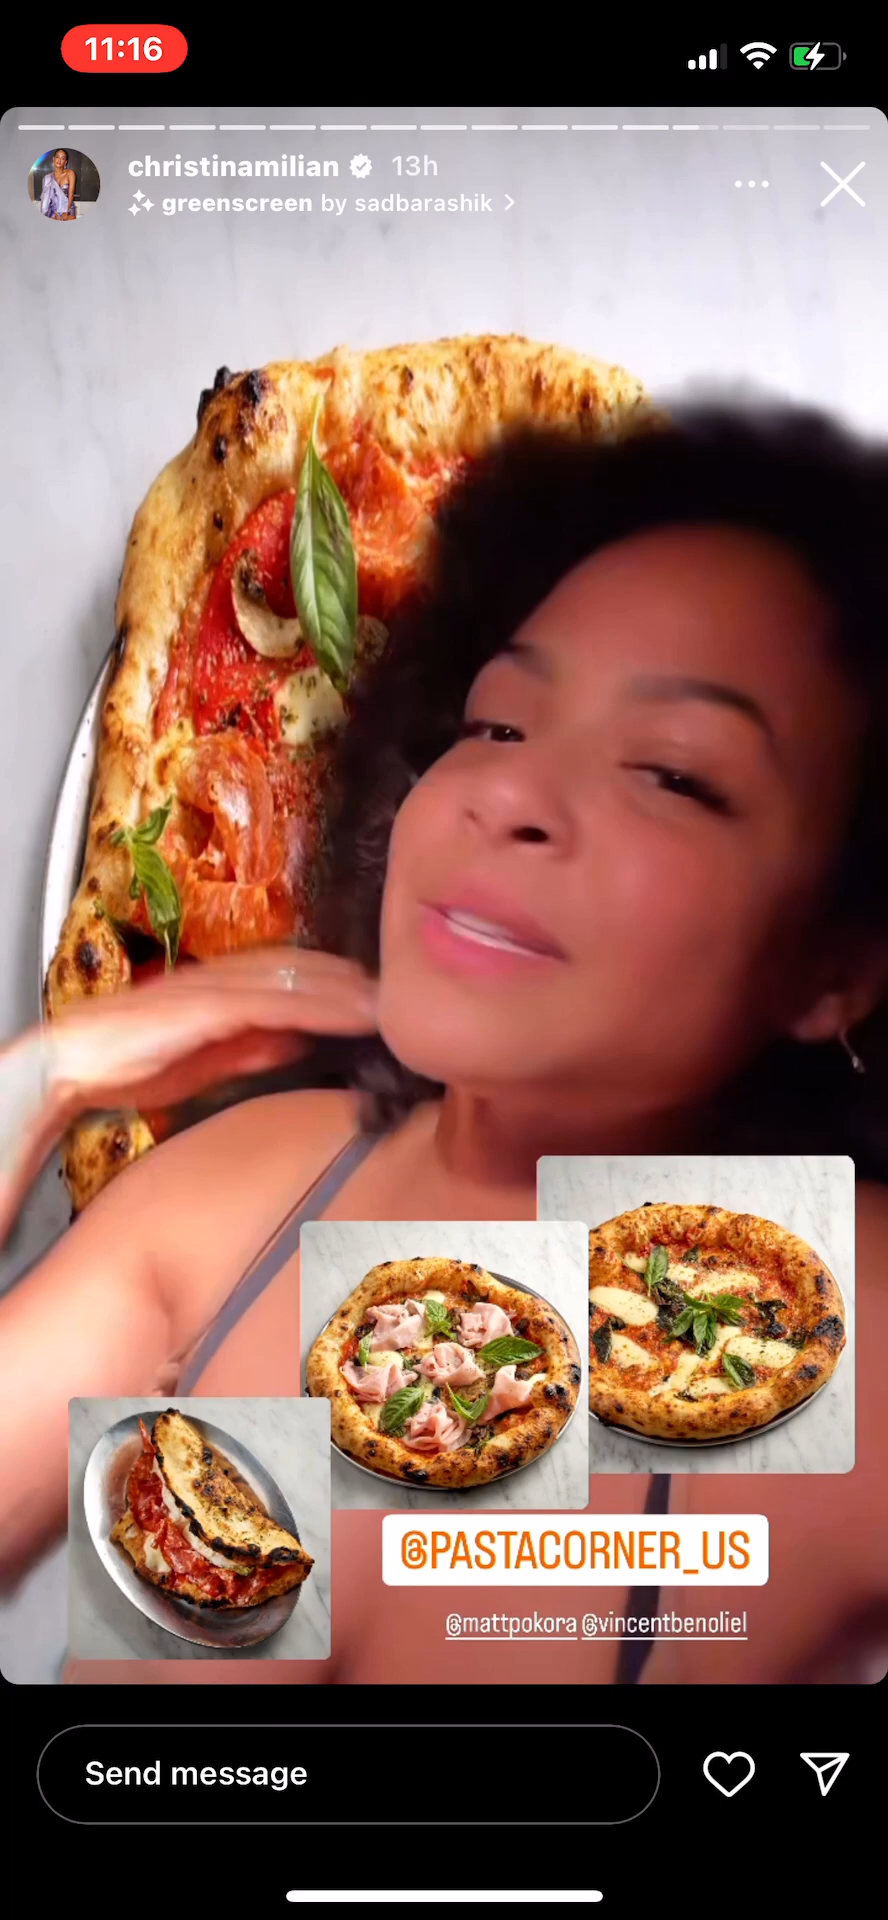 11:16
christinamilian 13h
greenscreen by sadbarashik
@PASTACORNER_US
@mattpokora @vincentbenoliel
Send message